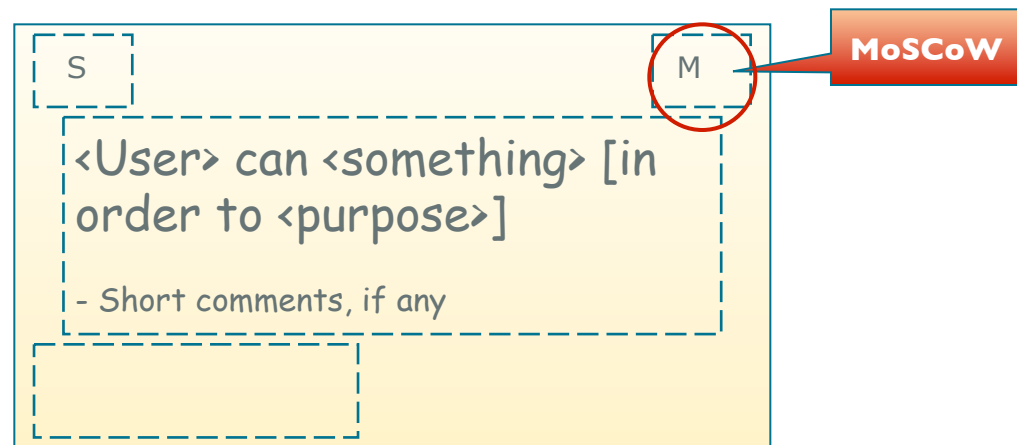 S
M
MoSCoW
<User> can <something> [in
order to <purpose>]
- Short comments, if any